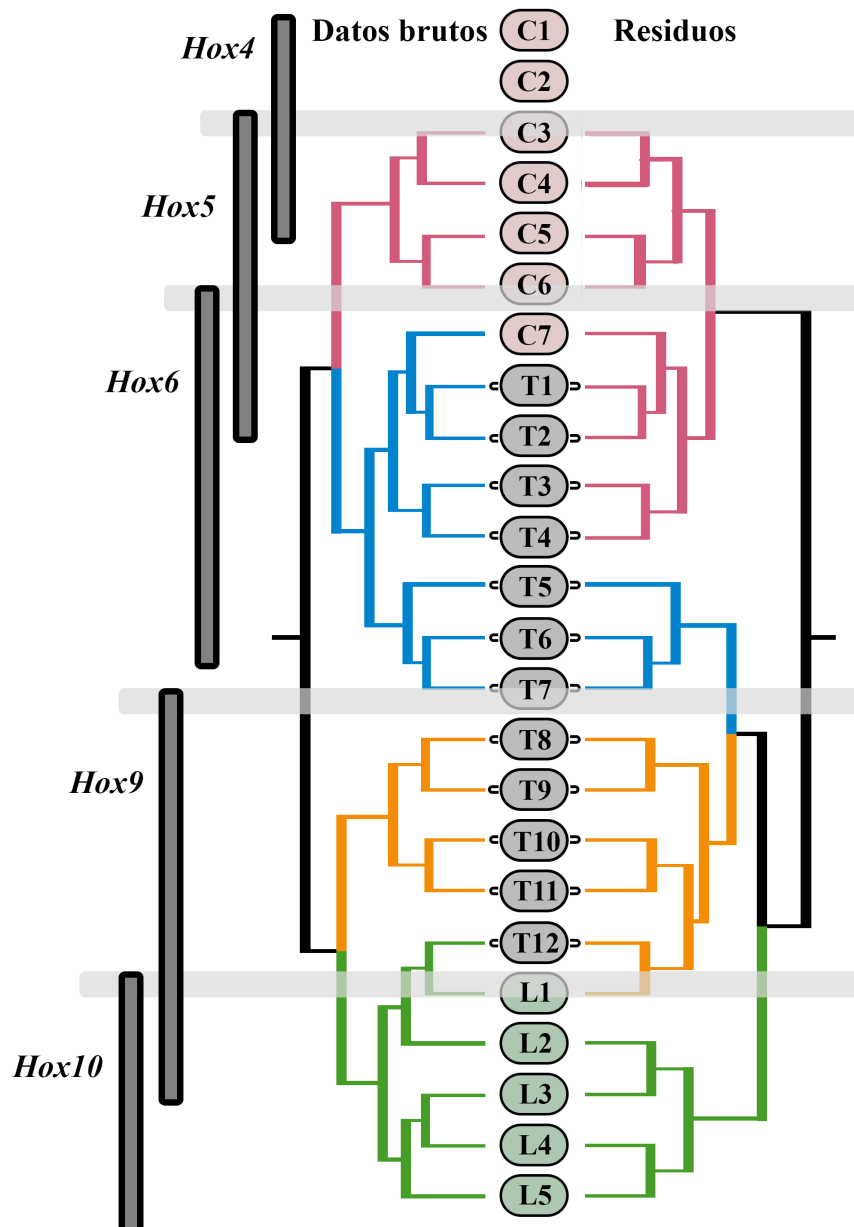 Datos brutos
Residuos
Hox4
Hox5
Hox6
Hox9
Hox10
C1
C2
C3
C4
C5
C6
C7
T1
T2
T3
T4
T5
T6
T7
T8
T9
T10
T11
T12
L1
L2
L3
L4
L5